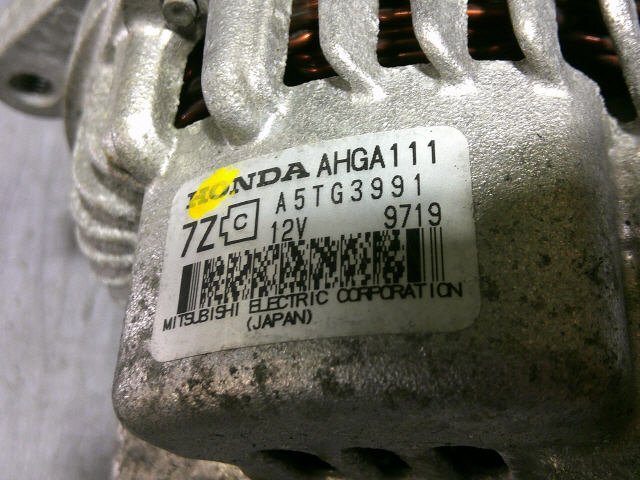 HONDA AHGA111
A5TG3991
7Z C 12V 9719
MITSUBISHI ELECTRIC CORPORATION
(JAPAN)